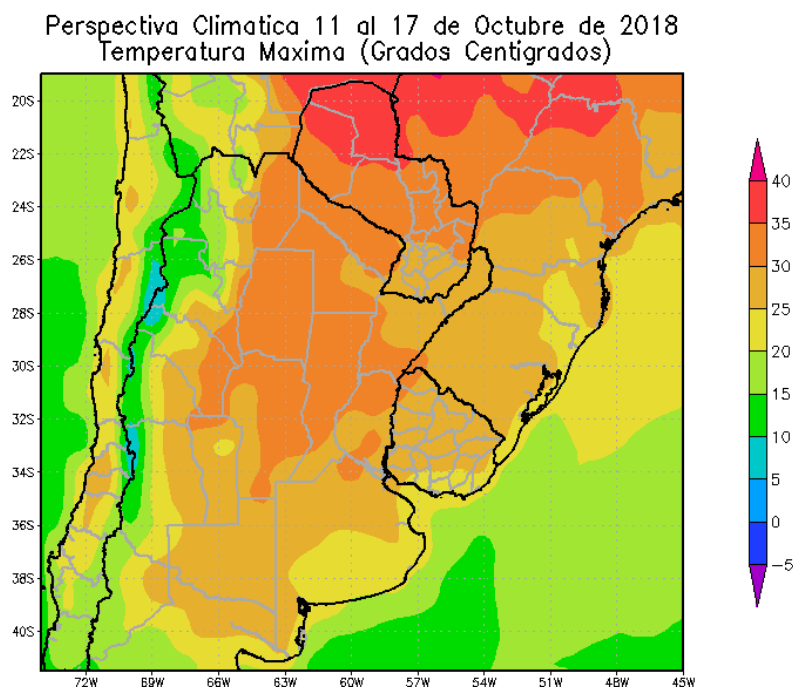 Perspectiva Climatica 11 al 17 de Octubre de 2018
Temperatura Maxima (Grados Centigrados)
20S
22S
24S
26S
28S
30S
32S
34S
36S
38S
40S
72W
69W
66W
63W
60W
57W
54W
51W
48W
45W
40
35
30
25
20
15
10
5
0
−5